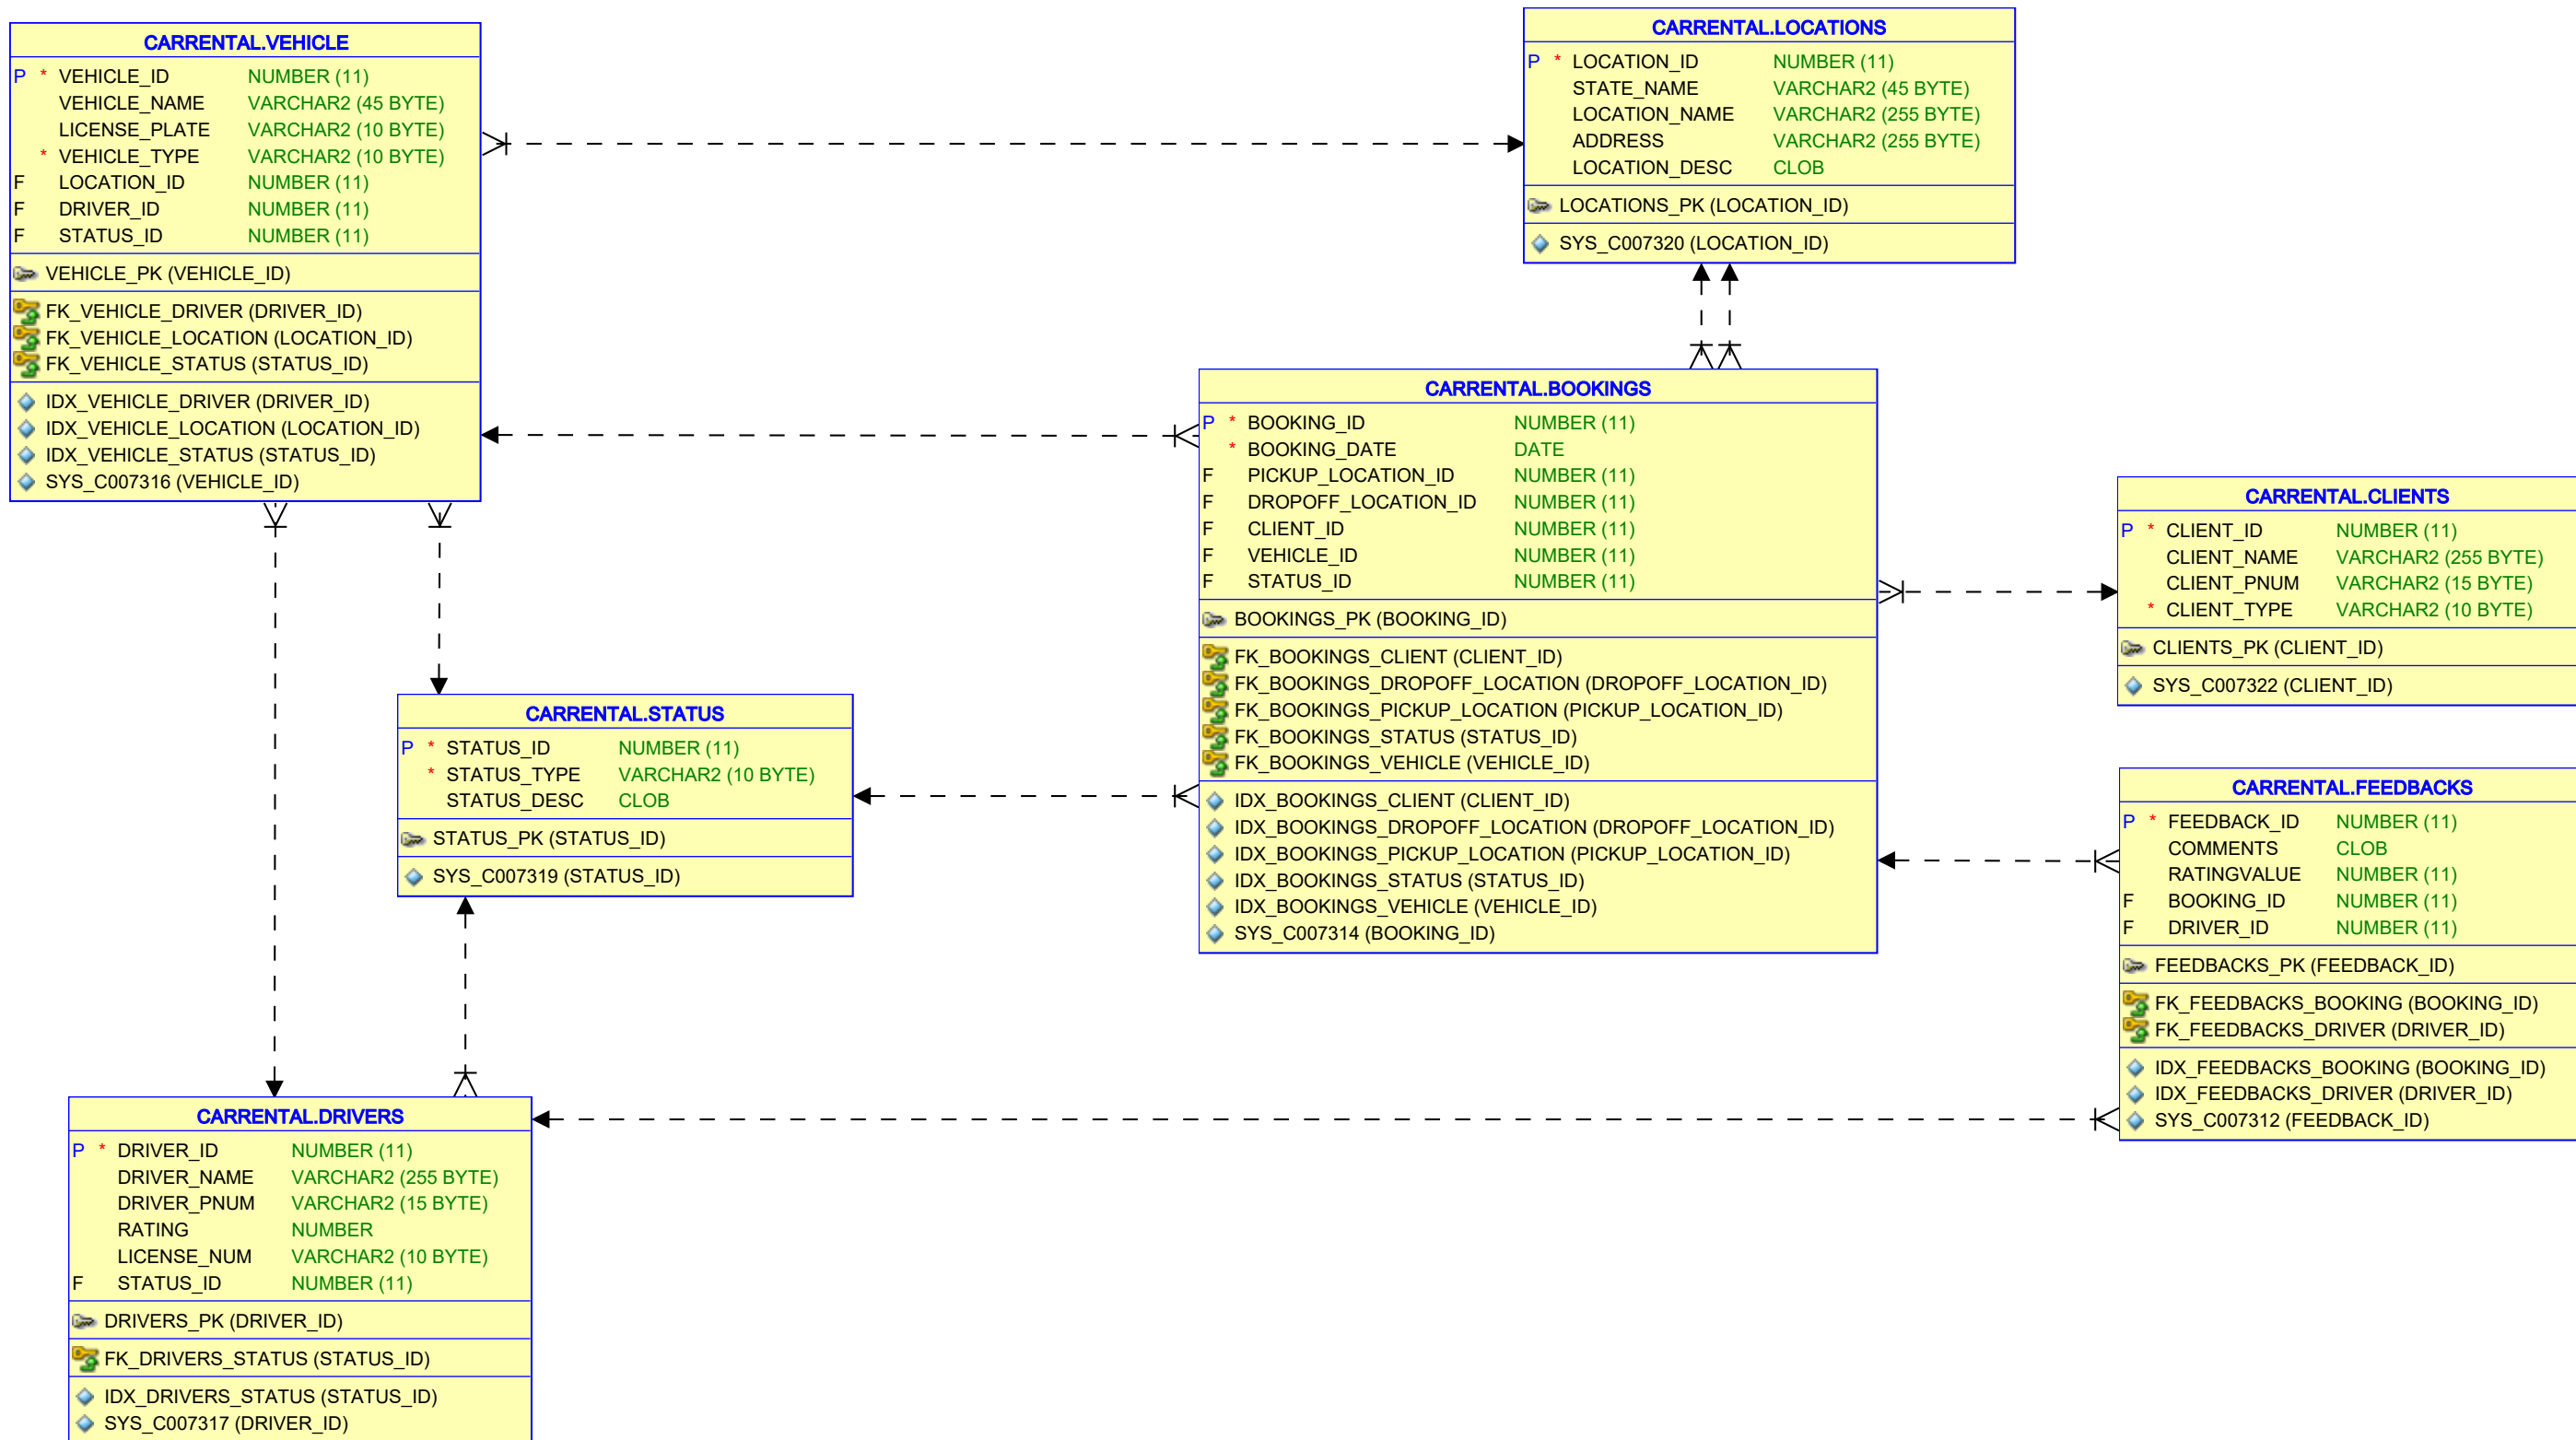 CARRENTAL.VEHICLE
P * VEHICLE_ID NUMBER (11)
VEHICLE_NAME VARCHAR2 (45 BYTE)
LICENSE_PLATE VARCHAR2 (10 BYTE)
* VEHICLE_TYPE VARCHAR2 (10 BYTE)
F LOCATION_ID NUMBER (11)
F DRIVER_ID NUMBER (11)
F STATUS_ID NUMBER (11)
VEHICLE_PK (VEHICLE_ID)
FK_VEHICLE_DRIVER (DRIVER_ID)
FK_VEHICLE_LOCATION (LOCATION_ID)
FK_VEHICLE_STATUS (STATUS_ID)
IDX_VEHICLE_DRIVER (DRIVER_ID)
IDX_VEHICLE_LOCATION (LOCATION_ID)
IDX_VEHICLE_STATUS (STATUS_ID)
SYS_C007316 (VEHICLE_ID)
CARRENTAL.LOCATIONS
P * LOCATION_ID NUMBER (11)
STATE_NAME VARCHAR2 (45 BYTE)
LOCATION_NAME VARCHAR2 (255 BYTE)
ADDRESS VARCHAR2 (255 BYTE)
LOCATION_DESC CLOB
LOCATIONS_PK (LOCATION_ID)
SYS_C007320 (LOCATION_ID)
CARRENTAL.BOOKINGS
P * BOOKING_ID NUMBER (11)
* BOOKING_DATE DATE
F PICKUP_LOCATION_ID NUMBER (11)
F DROPOFF_LOCATION_ID NUMBER (11)
F CLIENT_ID NUMBER (11)
F VEHICLE_ID NUMBER (11)
F STATUS_ID NUMBER (11)
BOOKINGS_PK (BOOKING_ID)
FK_BOOKINGS_CLIENT (CLIENT_ID)
FK_BOOKINGS_DROPOFF_LOCATION (DROPOFF_LOCATION_ID)
FK_BOOKINGS_PICKUP_LOCATION (PICKUP_LOCATION_ID)
FK_BOOKINGS_STATUS (STATUS_ID)
FK_BOOKINGS_VEHICLE (VEHICLE_ID)
IDX_BOOKINGS_CLIENT (CLIENT_ID)
IDX_BOOKINGS_DROPOFF_LOCATION (DROPOFF_LOCATION_ID)
IDX_BOOKINGS_PICKUP_LOCATION (PICKUP_LOCATION_ID)
IDX_BOOKINGS_STATUS (STATUS_ID)
IDX_BOOKINGS_VEHICLE (VEHICLE_ID)
SYS_C007314 (BOOKING_ID)
CARRENTAL.CLIENTS
P * CLIENT_ID NUMBER (11)
CLIENT_NAME VARCHAR2 (255 BYTE)
CLIENT_PNUM VARCHAR2 (15 BYTE)
* CLIENT_TYPE VARCHAR2 (10 BYTE)
CLIENTS_PK (CLIENT_ID)
SYS_C007322 (CLIENT_ID)
CARRENTAL.STATUS
P * STATUS_ID NUMBER (11)
* STATUS_TYPE VARCHAR2 (10 BYTE)
STATUS_DESC CLOB
STATUS_PK (STATUS_ID)
SYS_C007319 (STATUS_ID)
CARRENTAL.FEEDBACKS
P * FEEDBACK_ID NUMBER (11)
COMMENTS CLOB
RATINGVALUE NUMBER (11)
F BOOKING_ID NUMBER (11)
F DRIVER_ID NUMBER (11)
FEEDBACKS_PK (FEEDBACK_ID)
FK_FEEDBACKS_BOOKING (BOOKING_ID)
FK_FEEDBACKS_DRIVER (DRIVER_ID)
IDX_FEEDBACKS_BOOKING (BOOKING_ID)
IDX_FEEDBACKS_DRIVER (DRIVER_ID)
SYS_C007312 (FEEDBACK_ID)
CARRENTAL.DRIVERS
P * DRIVER_ID NUMBER (11)
DRIVER_NAME VARCHAR2 (255 BYTE)
DRIVER_PNUM VARCHAR2 (15 BYTE)
RATING NUMBER
LICENSE_NUM VARCHAR2 (10 BYTE)
F STATUS_ID NUMBER (11)
DRIVERS_PK (DRIVER_ID)
FK_DRIVERS_STATUS (STATUS_ID)
IDX_DRIVERS_STATUS (STATUS_ID)
SYS_C007317 (DRIVER_ID)